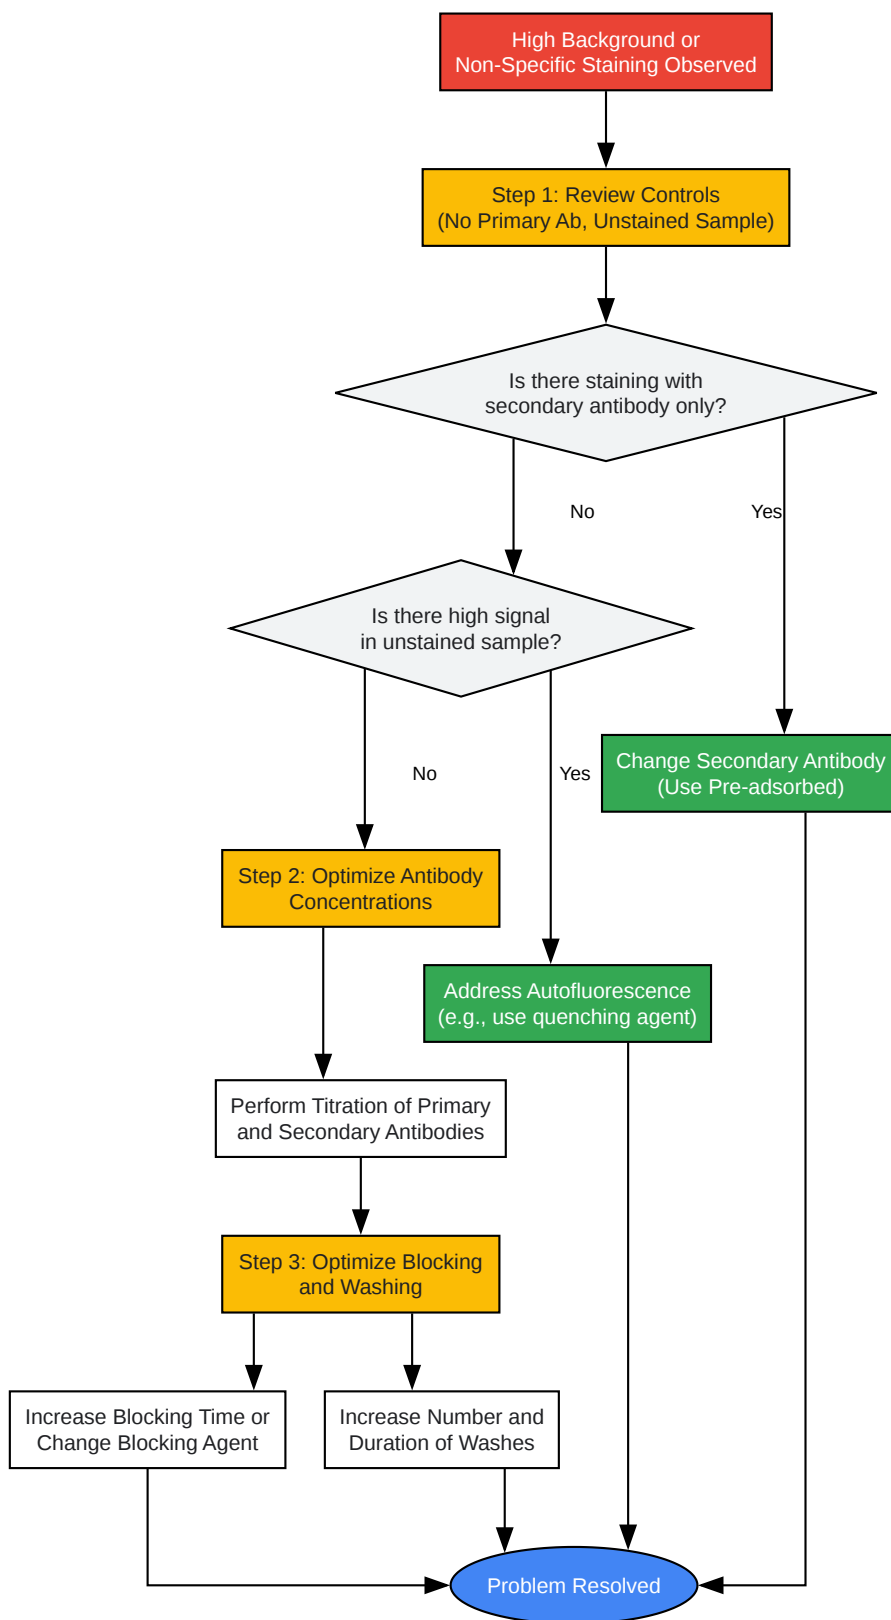 High Background or
Non-Specific Staining Observed
Step 1: Review Controls
(No Primary Ab, Unstained Sample)
Is there staining with
secondary antibody only?
No
Yes
Is there high signal
in unstained sample?
Change Secondary Antibody
(Use Pre-adsorbed)
No
Yes
Step 2: Optimize Antibody
Concentrations
Address Autofluorescence
(e.g., use quenching agent)
Perform Titration of Primary
and Secondary Antibodies
Step 3: Optimize Blocking
and Washing
Increase Blocking Time or
Change Blocking Agent
Increase Number and
Duration of Washes
Problem Resolved